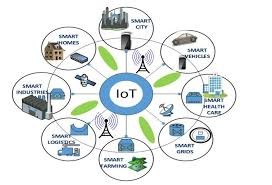 SMART
CITY
SMART
HOMES
SMART
VEHICLES
SMART
INDUSTRIES
IoT
SMART
HEALTH
CARE
SMART
LOGISTICS
SMART
GRIDS
SMART
FARMING